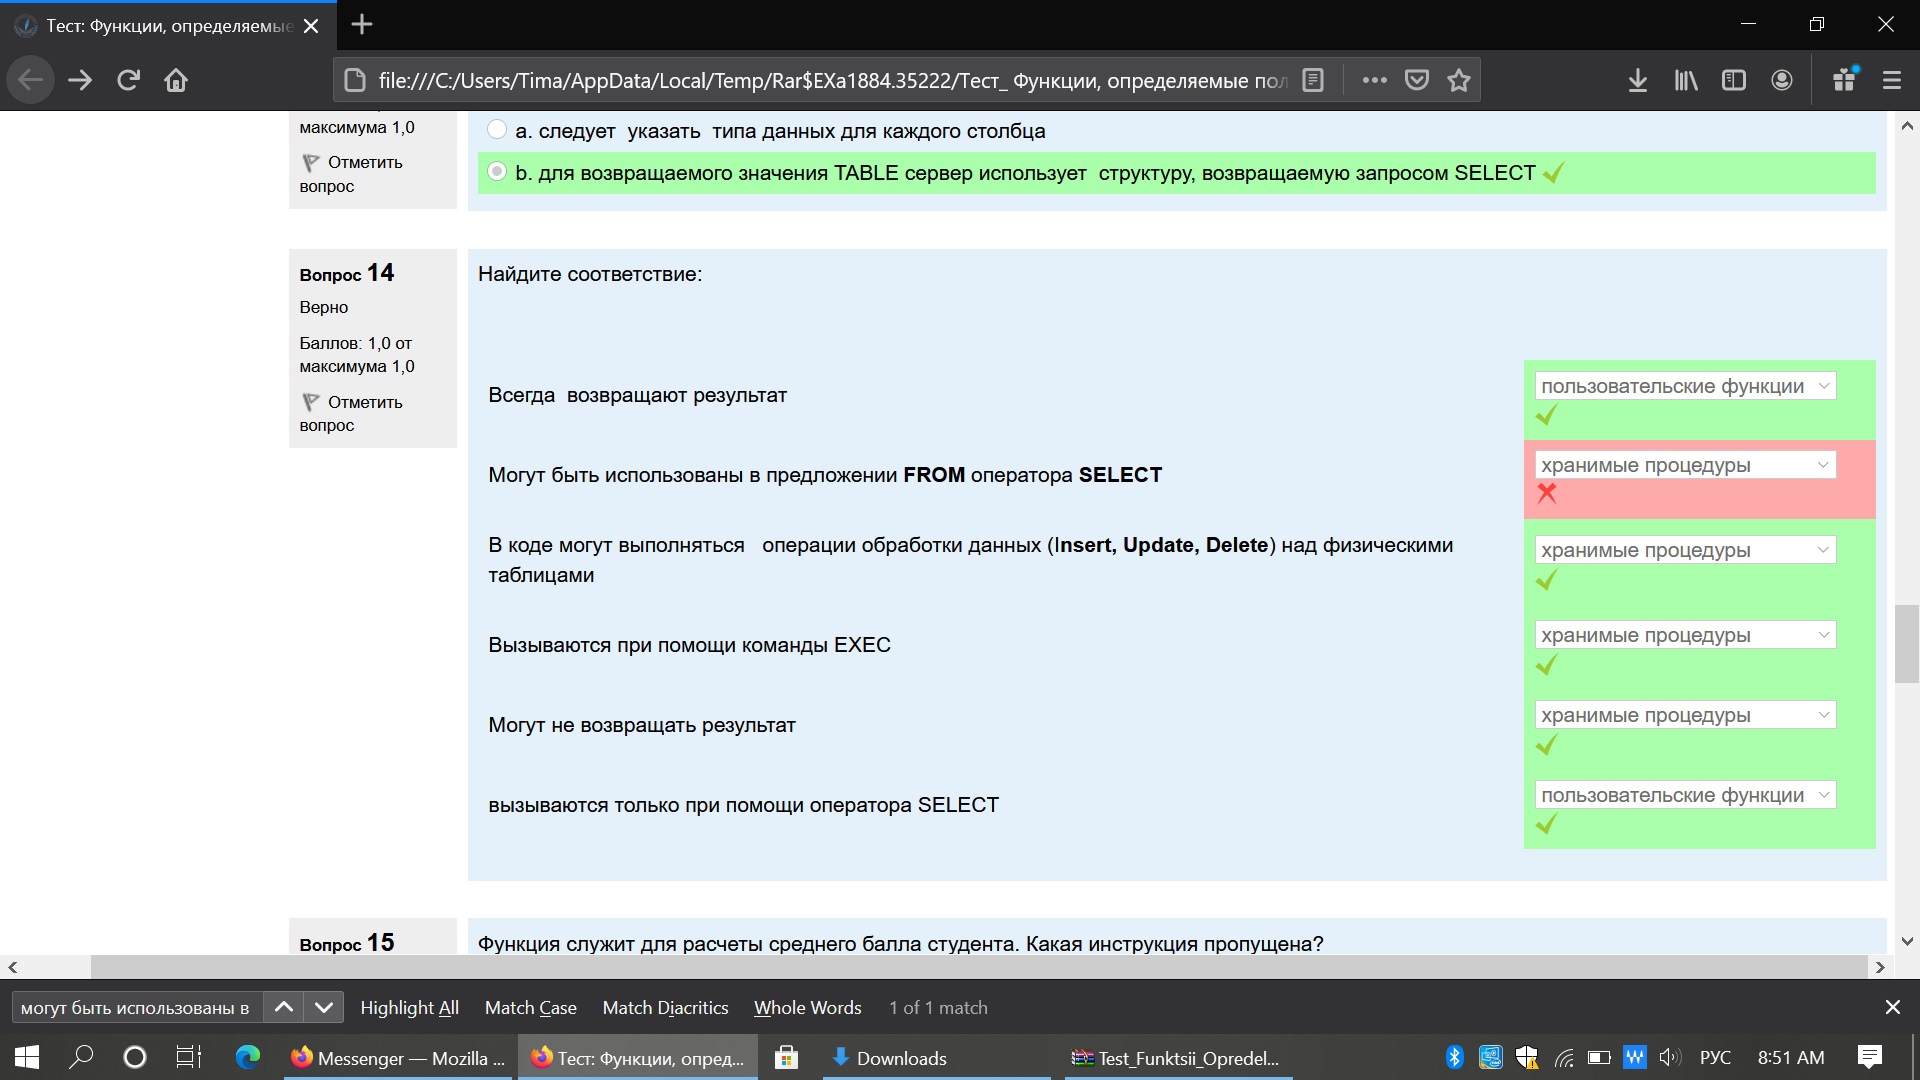 Тест: Функции, определяемые
file:///C:/Users/Tima/AppData/Local/Temp/Rar$EXa1884.35222/Тест_ Функции, определяемые пол
максимума 1,0
Отметить
вопрос
a. следует указать типа данных для каждого столбца
b. для возвращаемого значения TABLE сервер использует структуру, возвращаемую запросом SELECT
Вопрос 14
Верно
Баллов: 1,0 от
максимума 1,0
Отметить
вопрос
Найдите соответствие:
Всегда возвращают результат
пользовательские функции
Могут быть использованы в предложении FROM оператора SELECT
хранимые процедуры
В коде могут выполняться операции обработки данных (Insert, Update, Delete) над физическими
таблицами
хранимые процедуры
Вызываются при помощи команды EXEC
хранимые процедуры
Могут не возвращать результат
хранимые процедуры
вызываются только при помощи оператора SELECT
пользовательские функции
Вопрос 15
Функция служит для расчеты среднего балла студента. Какая инструкция пропущена?
могут быть использованы в
Highlight All
Match Case
Match Diacritics
Whole Words
1 of 1 match
Messenger — Mozilla ...
Тест: Функции, опред...
Downloads
Test_Funktsii_Opredel...
РУС
8:51 AM